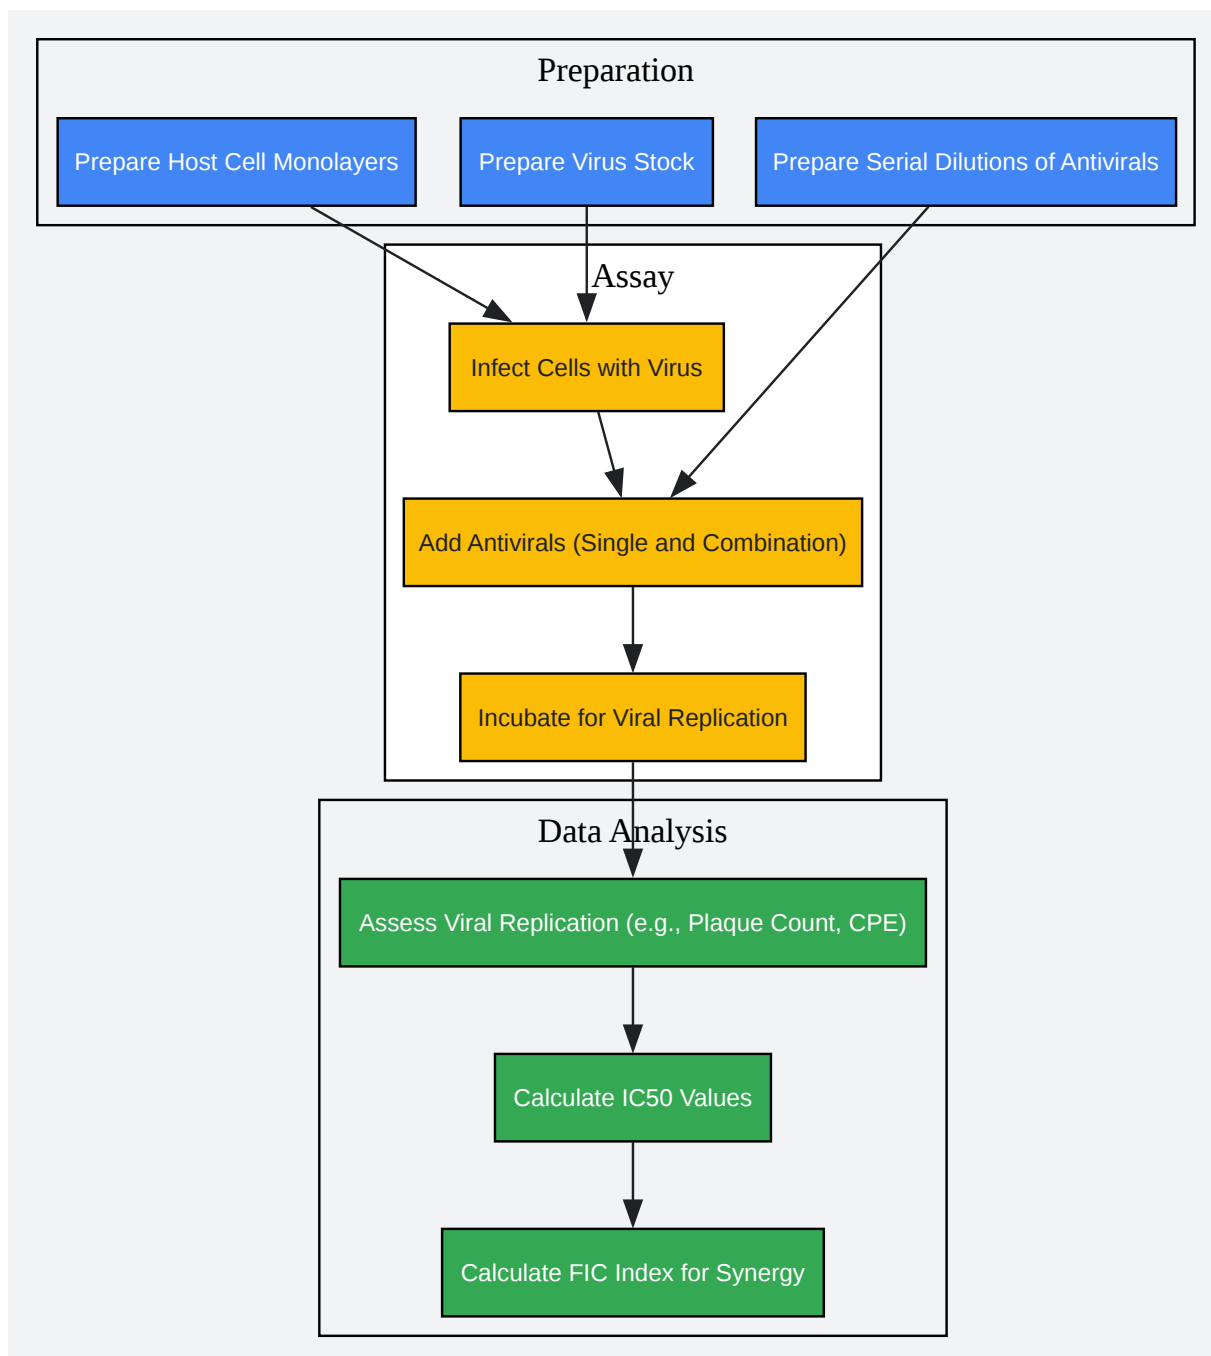 Preparation
Prepare Host Cell Monolayers
Prepare Virus Stock
Prepare Serial Dilutions of Antivirals
Assay
Infect Cells with Virus
Add Antivirals (Single and Combination)
Incubate for Viral Replication
Data Analysis
Assess Viral Replication (e.g., Plaque Count, CPE)
Calculate IC50 Values
Calculate FIC Index for Synergy